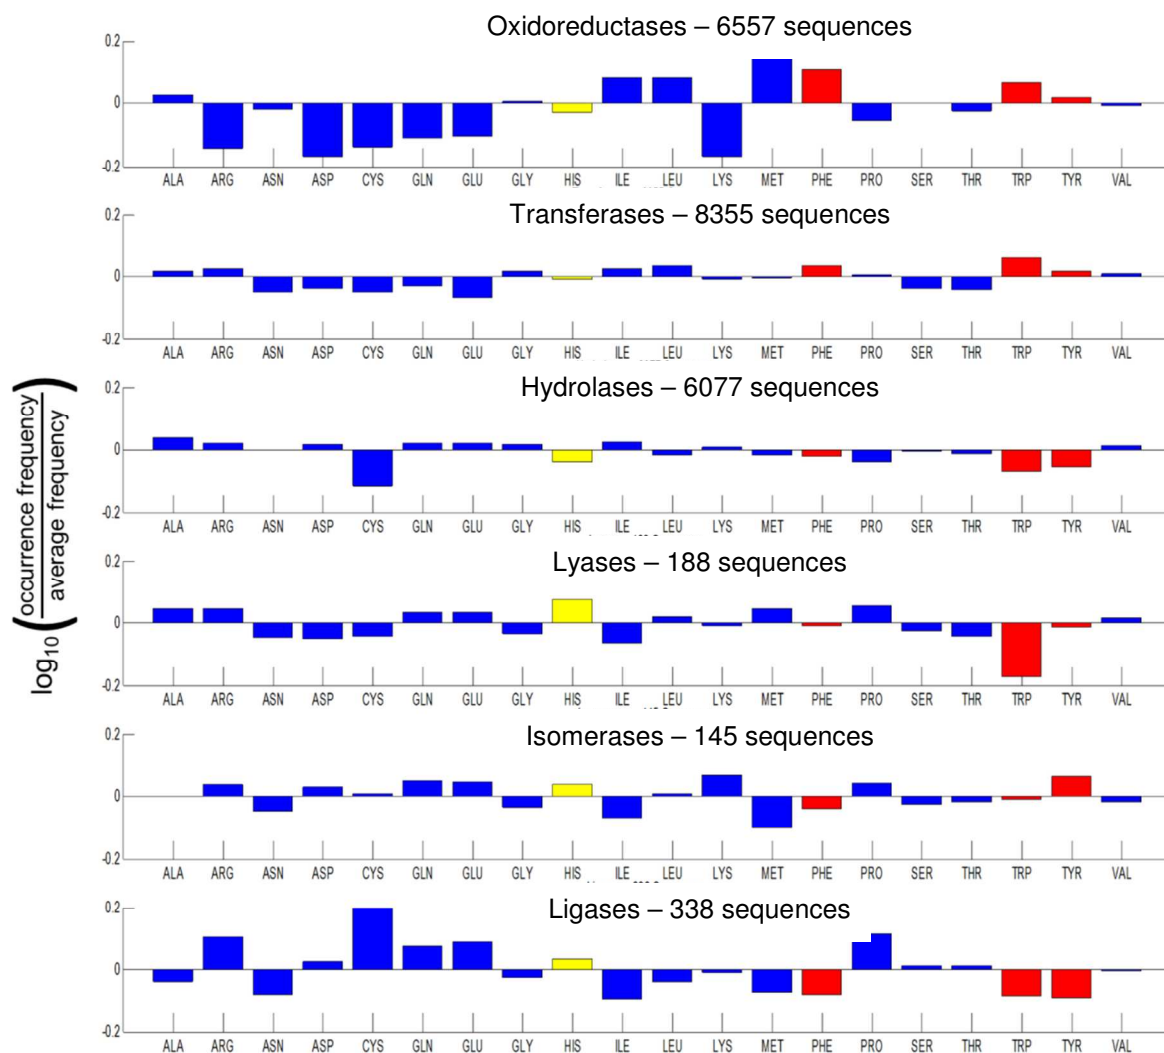 Oxidoreductases – 6557 sequences
0.2
0
-0.2
ALA ARG ASN ASP CYS GLN GLU GLY HIS ILE LEU LYS MET PHE PRO SER THR TRP TYR VAL
Transferases – 8355 sequences
0.2
0
-0.2
ALA ARG ASN ASP CYS GLN GLU GLY HIS ILE LEU LYS MET PHE PRO SER THR TRP TYR VAL
Hydrolases – 6077 sequences
0.2
0
-0.2
ALA ARG ASN ASP CYS GLN GLU GLY HIS ILE LEU LYS MET PHE PRO SER THR TRP TYR VAL
log10 (occurrence frequency
average frequency)
Lyases – 188 sequences
0.2
0
-0.2
ALA ARG ASN ASP CYS GLN GLU GLY HIS ILE LEU LYS MET PHE PRO SER THR TRP TYR VAL
Isomerases – 145 sequences
0.2
0
-0.2
ALA ARG ASN ASP CYS GLN GLU GLY HIS ILE LEU LYS MET PHE PRO SER THR TRP TYR VAL
Ligases – 338 sequences
0.2
0
-0.2
ALA ARG ASN ASP CYS GLN GLU GLY HIS ILE LEU LYS MET PHE PRO SER THR TRP TYR VAL